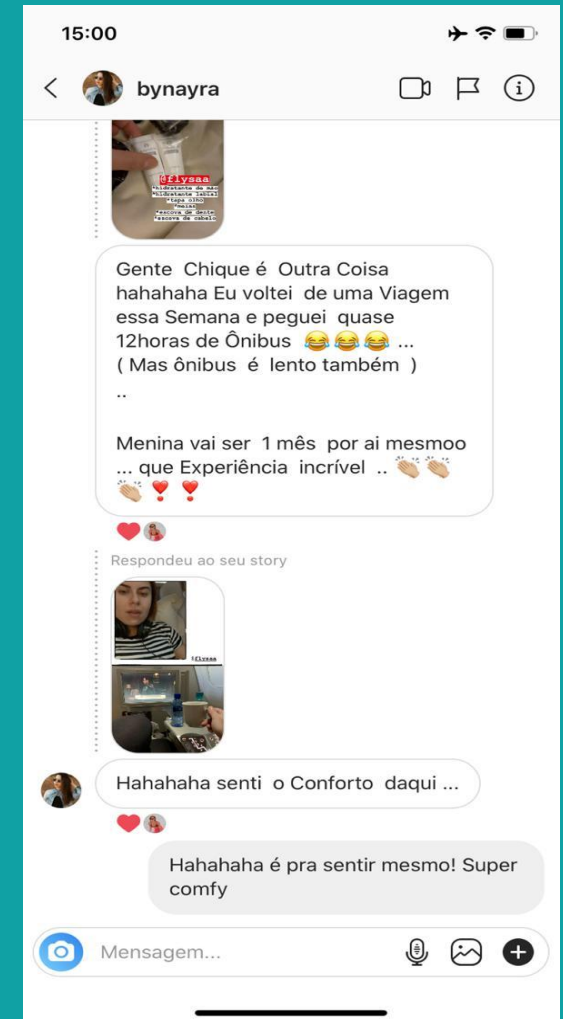 15:00
bynayra
@flysaa
*hidratante de mão
*hidratante labial
*tapa olho
*meias
*escova de dente
*escova de cabelo
Gente Chique é Outra Coisa
hahahaha Eu voltei de uma Viagem
essa Semana e peguei quase
12horas de Ônibus 😂😂😂 ...
( Mas ônibus é lento também )
..
Menina vai ser 1 mês por ai mesmoo
... que Experiência incrível .. 👏🏼👏🏼
👏🏼❣️❣️
Respondeu ao seu story
Hahahaha senti o Conforto daqui ...
Hahahaha é pra sentir mesmo! Super
comfy
Mensagem...